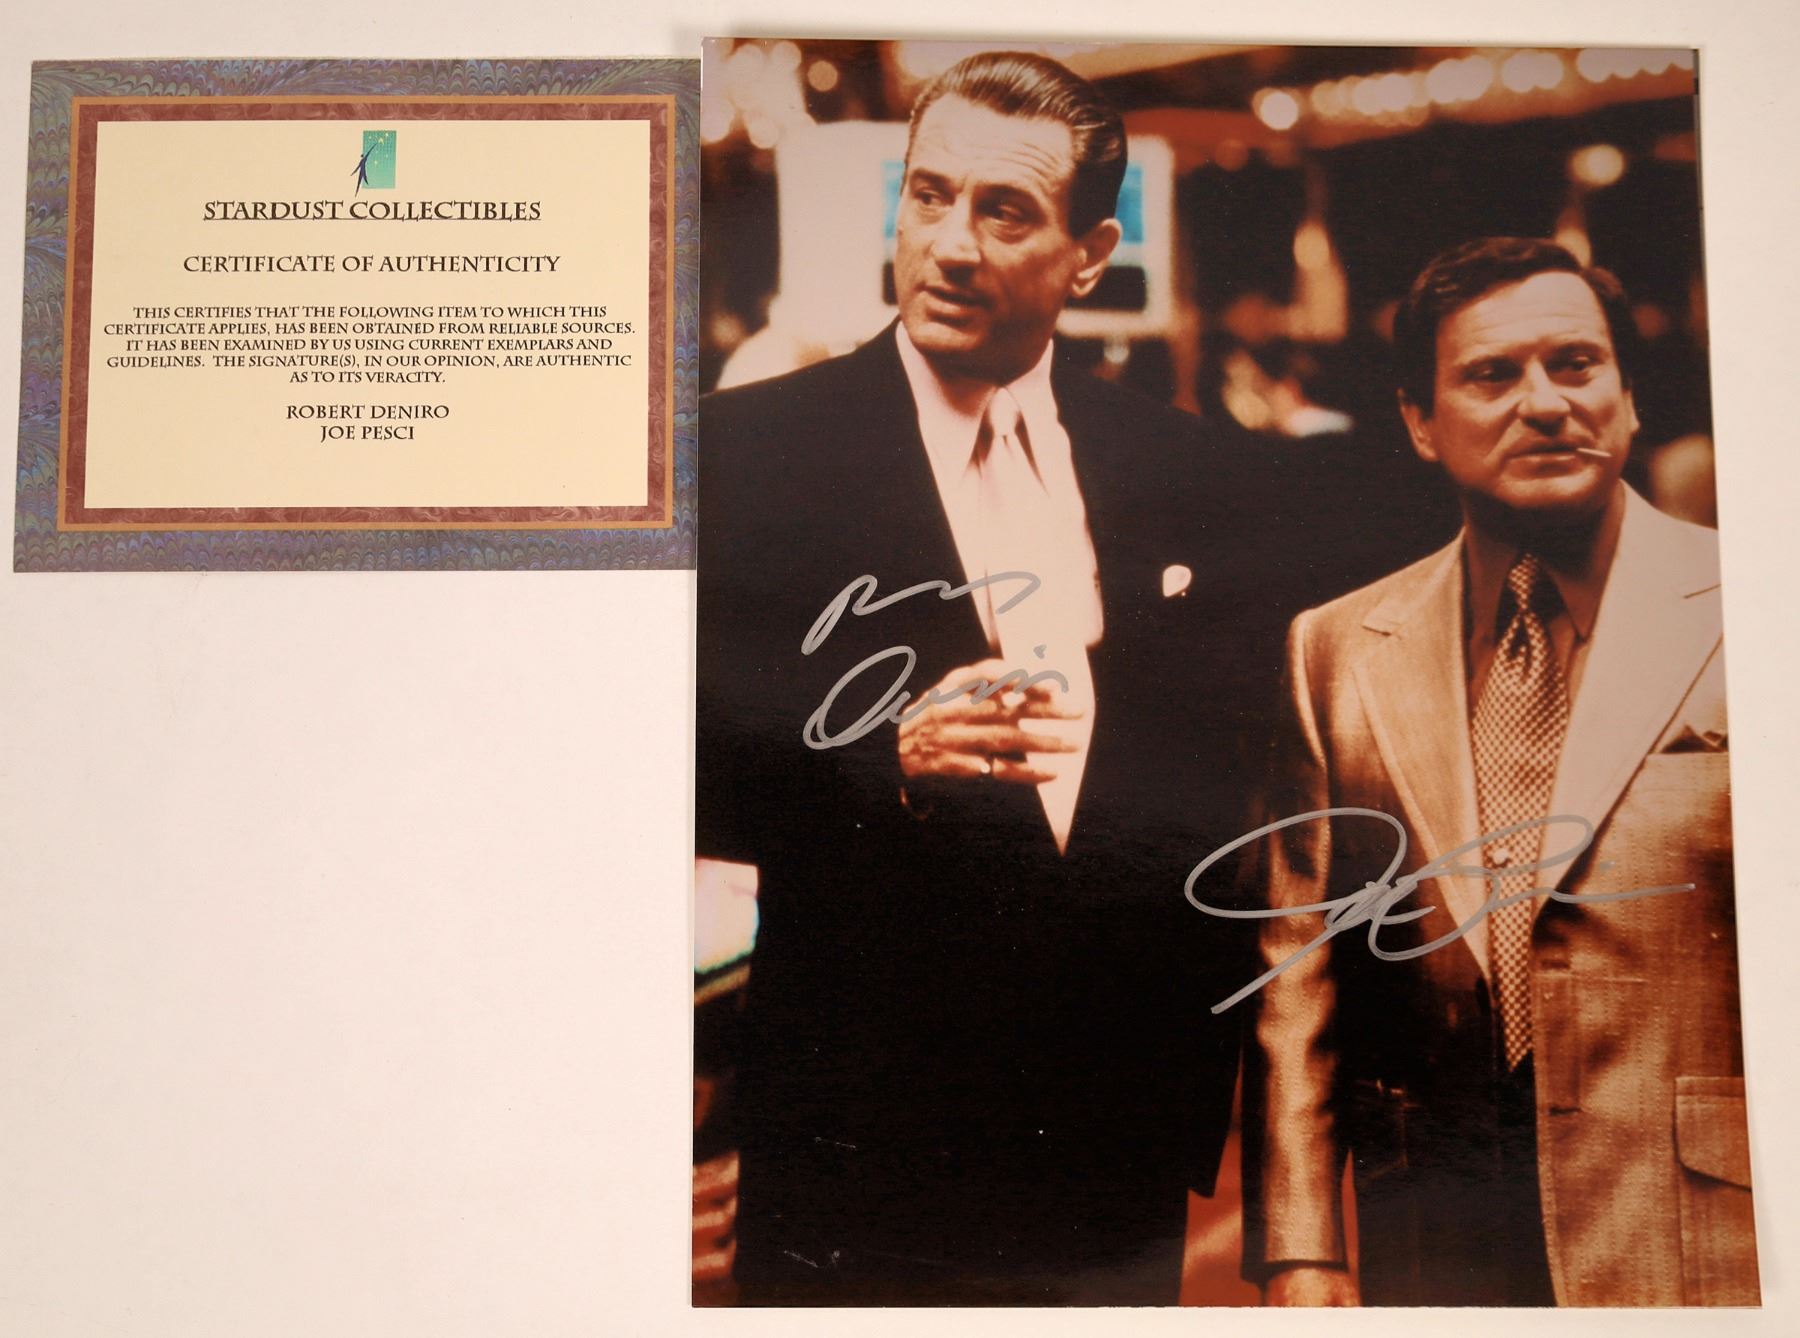 STARDUST COLLECTIBLES
CERTIFICATE OF AUTHENTICITY
THIS CERTIFIES THAT THE FOLLOWING ITEM TO WHICH THIS
CERTIFICATE APPLIES, HAS BEEN OBTAINED FROM RELIABLE SOURCES.
IT HAS BEEN EXAMINED BY US USING CURRENT EXEMPLARS AND
GUIDELINES. THE SIGNATURE(S), IN OUR OPINION, ARE AUTHENTIC
AS TO ITS VERACITY.
ROBERT DENIRO
JOE PESCI